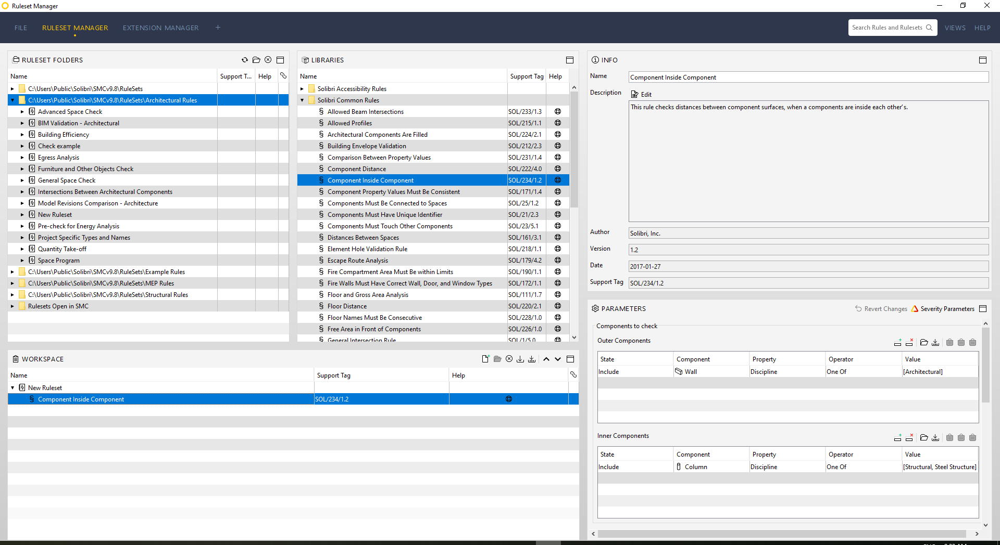 Ruleset Manager
FILE
RULESET MANAGER
EXTENSION MANAGER
+
Search Rules and Rulesets
VIEWS
HELP
RULESET FOLDERS
Name
Support T...
Help
C:\Users\Public\Solibri\SMCv9.8\RuleSets
C:\Users\Public\Solibri\SMCv9.8\RuleSets\Architectural Rules
Advanced Space Check
BIM Validation - Architectural
Building Efficiency
Check example
Egress Analysis
Furniture and Other Objects Check
General Space Check
Intersections Between Architectural Components
Model Revisions Comparison - Architecture
New Ruleset
Pre-check for Energy Analysis
Project Specific Types and Names
Quantity Take-off
Space Program
C:\Users\Public\Solibri\SMCv9.8\RuleSets\Example Rules
C:\Users\Public\Solibri\SMCv9.8\RuleSets\MEP Rules
C:\Users\Public\Solibri\SMCv9.8\RuleSets\Structural Rules
Rulesets Open in SMC
LIBRARIES
Name Support Tag Help
Solibri Accessibility Rules
Solibri Common Rules
§ Allowed Beam Intersections SOL/233/1.3
§ Allowed Profiles SOL/215/1.1
§ Architectural Components Are Filled SOL/224/2.1
§ Building Envelope Validation SOL/212/2.3
§ Comparison Between Property Values SOL/231/1.4
§ Component Distance SOL/222/4.0
§ Component Inside Component SOL/234/1.2
§ Component Property Values Must Be Consistent SOL/171/1.4
§ Components Must Be Connected to Spaces SOL/25/1.2
§ Components Must Have Unique Identifier SOL/21/2.3
§ Components Must Touch Other Components SOL/23/5.1
§ Distances Between Spaces SOL/161/3.1
§ Element Hole Validation Rule SOL/218/1.1
§ Escape Route Analysis SOL/179/4.2
§ Fire Compartment Area Must Be within Limits SOL/190/1.1
§ Fire Walls Must Have Correct Wall, Door, and Window Types SOL/172/1.1
§ Floor and Gross Area Analysis SOL/111/1.7
§ Floor Distance SOL/220/2.1
§ Floor Names Must Be Consecutive SOL/228/1.0
§ Free Area in Front of Components SOL/226/1.0
§ General Intersection Rule SOL/1/5.0
WORKSPACE
Name Support Tag Help
New Ruleset
§ Component Inside Component SOL/234/1.2
INFO
Name Component Inside Component
Description Edit
This rule checks distances between component surfaces, when a components are inside each other's.
Author Solibri, Inc.
Version 1.2
Date 2017-01-27
Support Tag SOL/234/1.2
PARAMETERS
Revert Changes
Severity Parameters
Components to check
Outer Components
State Component Property Operator Value
Include Wall Discipline One Of [Architectural]
Inner Components
State Component Property Operator Value
Include Column Discipline One Of [Structural, Steel Structure]